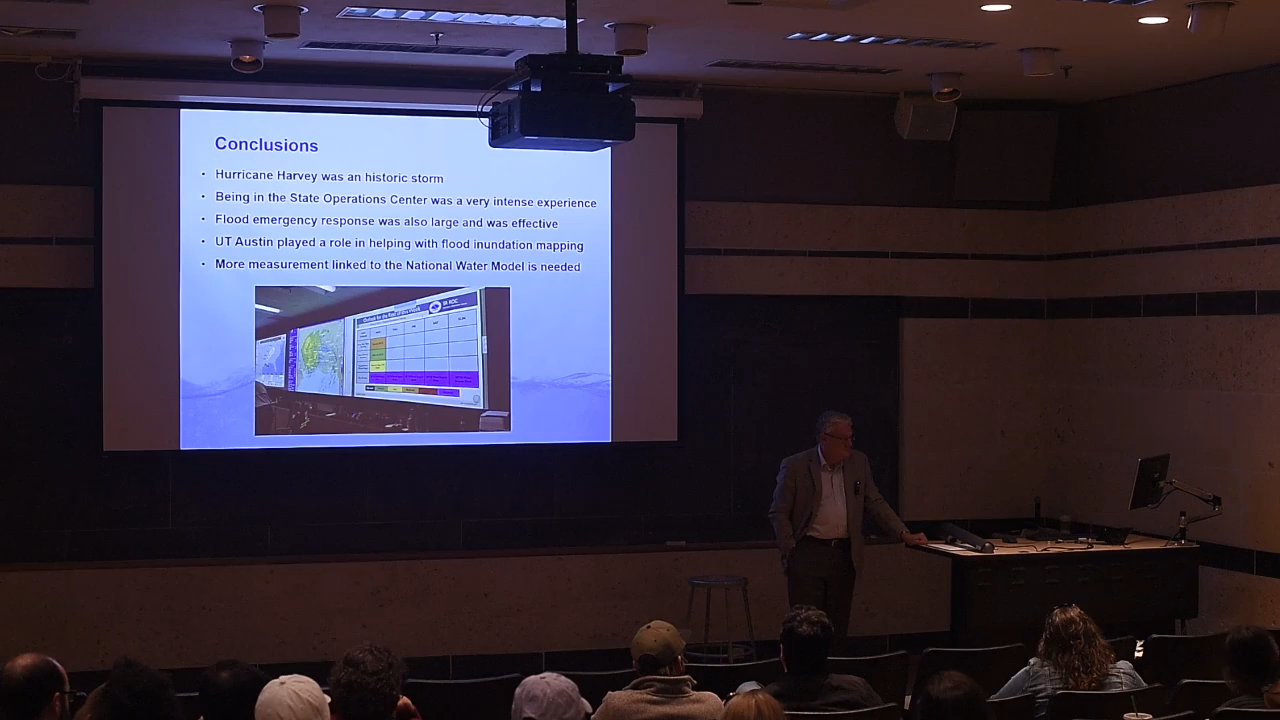 Conclusions
• Hurricane Harvey was an historic storm
• Being in the State Operations Center was a very intense experience
• Flood emergency response was also large and was effective
• UT Austin played a role in helping with flood inundation mapping
• More measurement linked to the National Water Model is needed